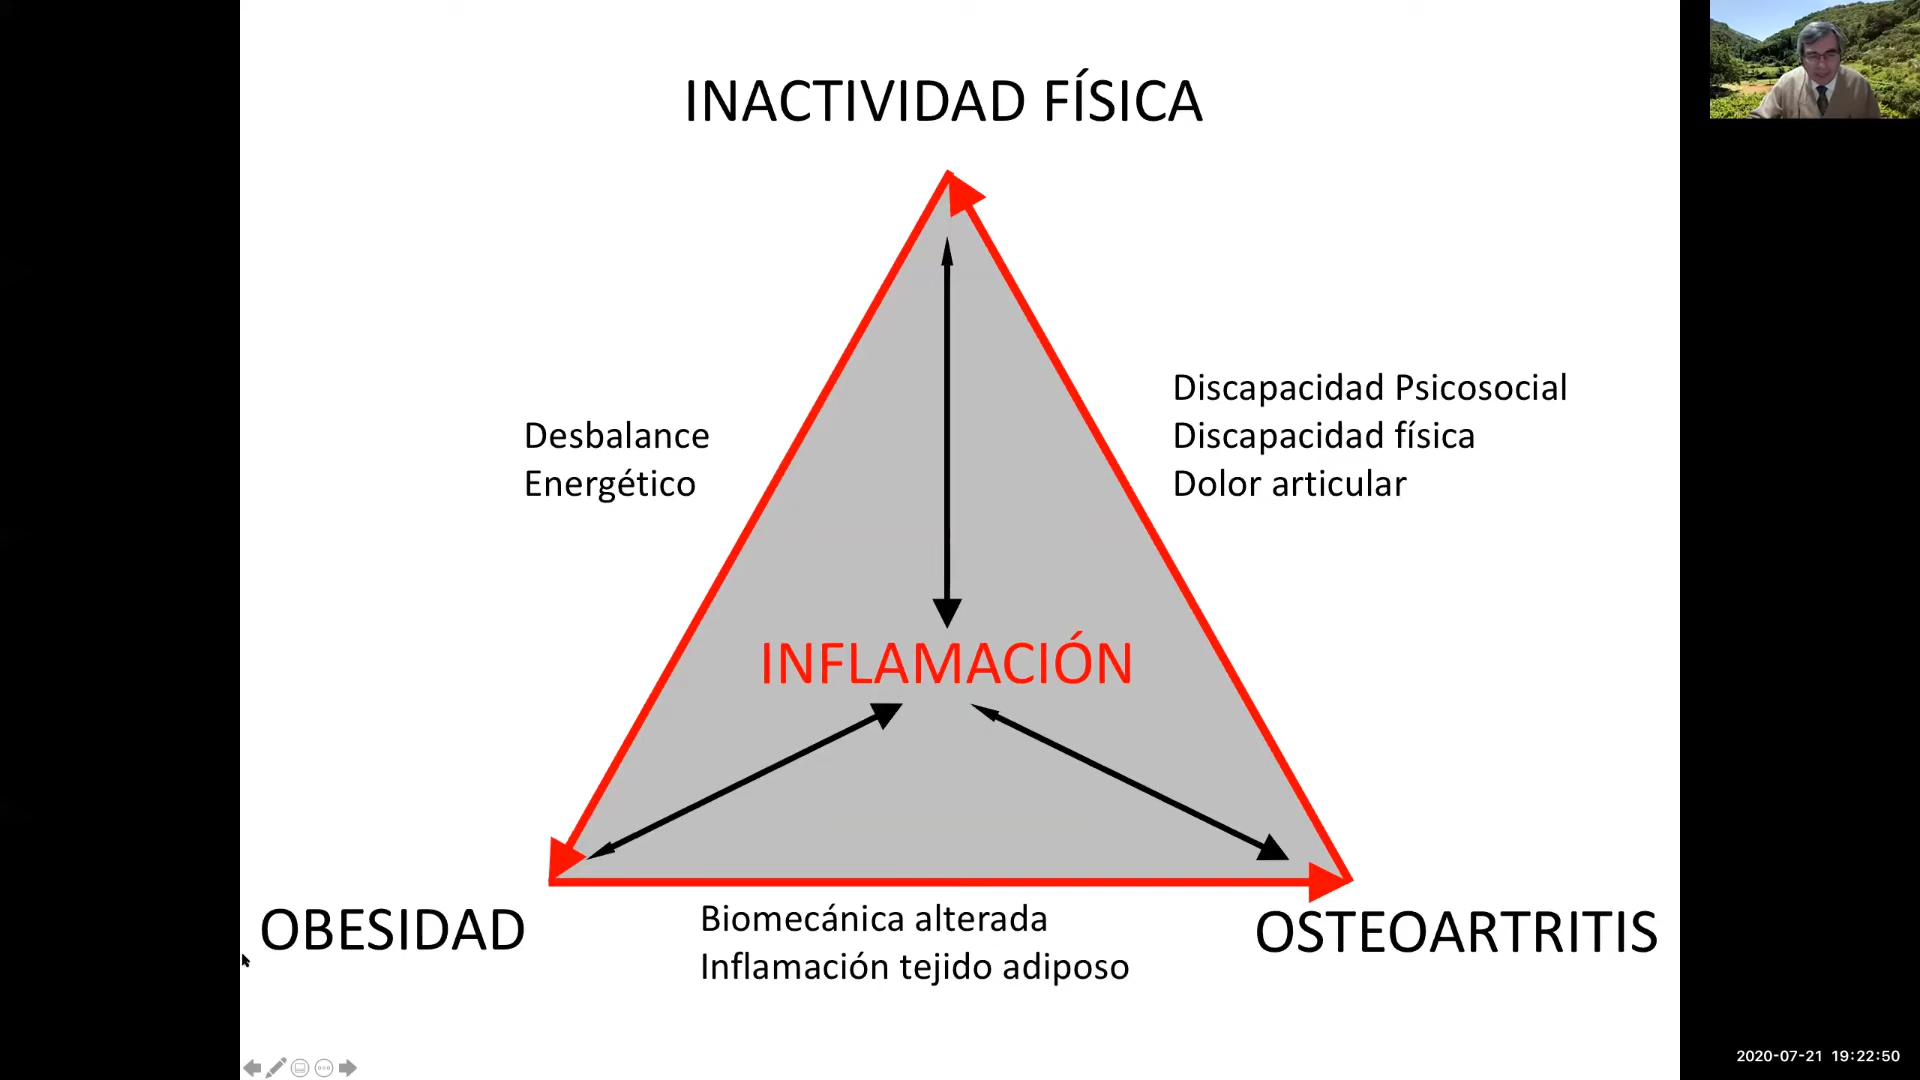 INACTIVIDAD FÍSICA
Desbalance
Energético
Discapacidad Psicosocial
Discapacidad física
Dolor articular
INFLAMACIÓN
OBESIDAD
OSTEOARTRITIS
Biomecánica alterada
Inflamación tejido adiposo
2020-07-21 19:22:50